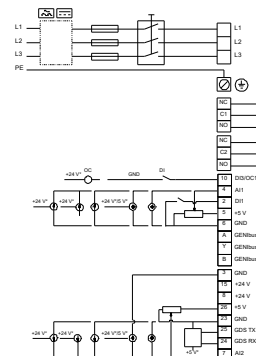 L1 L1
L2 L2
L3 L3
PE
NC
C1
NO
NC
C2
NO
+24 V* OC GND DI 10 DI3/OC1
4 AI1
+24 V* +24 V* +24 V*/5 V* 2 DI1
5 +5 V
6 GND
A GENIbus
Y GENIbus
B GENIbus
3 GND
15 +24 V
8 +24 V
26 +5 V
23 GND
25 GDS TX
+24 V* +24 V* +24 V*/5 V* 24 GDS RX
+5 V* 7 AI2